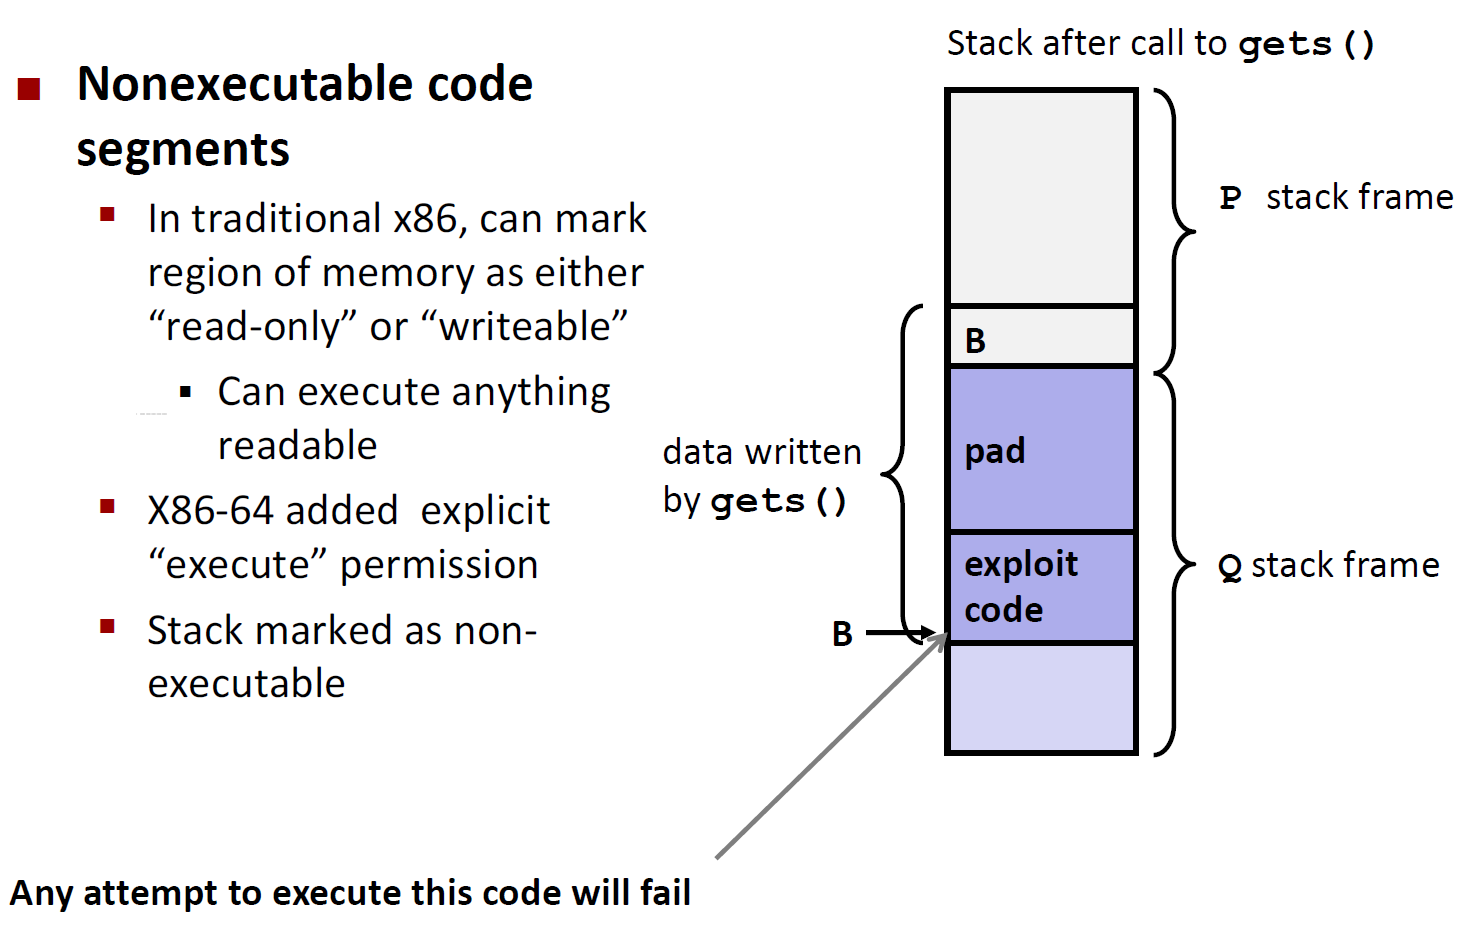 Nonexecutable code
segments
In traditional x86, can mark
region of memory as either
“read-only” or “writeable”
Can execute anything
readable
X86-64 added  explicit
“execute” permission
Stack marked as non-
executable
Any attempt to execute this code will fail
Stack after call to gets()
P stack frame
B
data written
by gets()
pad
exploit
code
B
Q stack frame